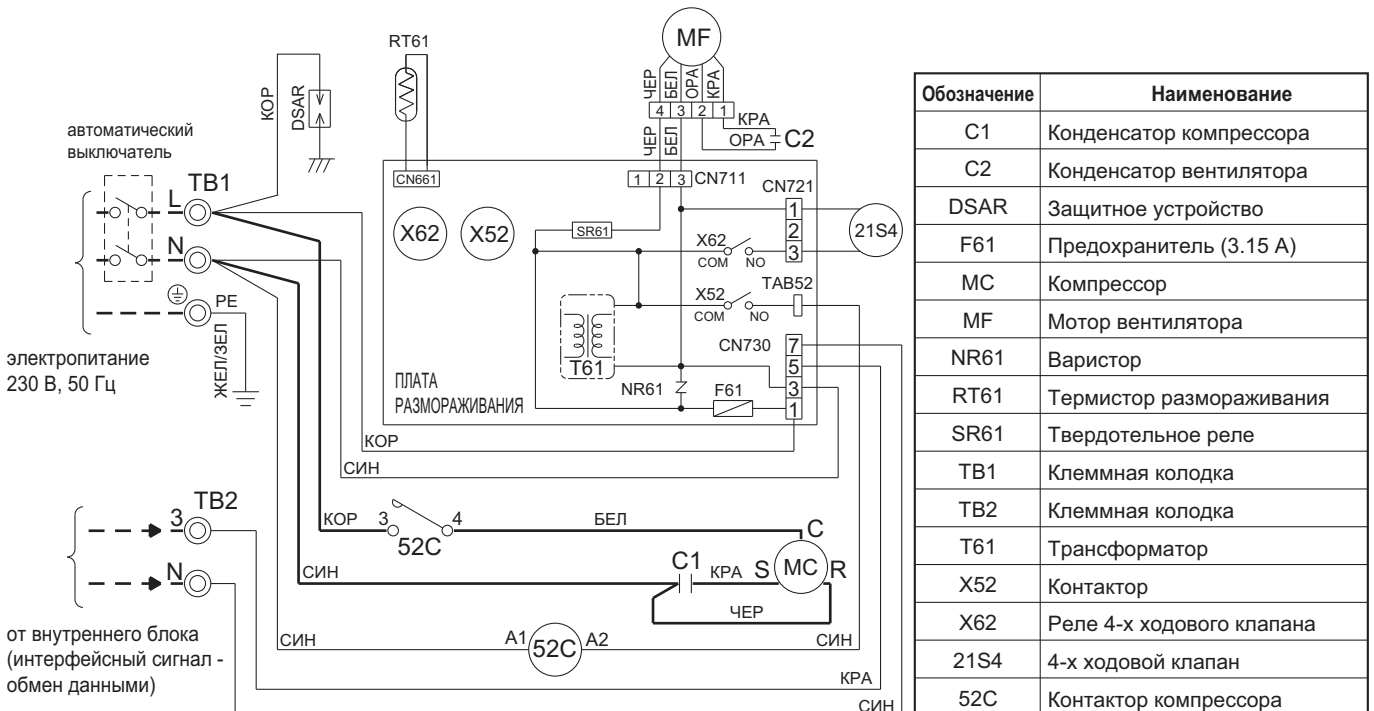 RT61
MF
КОР
DSAR
ЧЕР
БЕЛ
ОРА
КРА
4 3 2 1
КРА
ОРА
C2
ЧЕР
БЕЛ
автоматический
выключатель
L
TB1
N
PE
ЖЕЛ/ЗЕЛ
электропитание
230 В, 50 Гц
CN661
1 2 3
CN711
CN721
1
2
3
21S4
X62
X52
SR61
X62
COM
NO
X52
COM
NO
TAB52
T61
CN730
7
5
3
1
NR61
F61
ПЛАТА
РАЗМОРАЖИВАНИЯ
КОР
СИН
TB2
3
N
КОР
3
4
52C
БЕЛ
C
СИН
C1
КРА
S
MC
R
ЧЕР
от внутреннего блока
(интерфейсный сигнал -
обмен данными)
СИН
A1
52C
A2
СИН
КРА
СИН
Обозначение Наименование
C1 Конденсатор компрессора
C2 Конденсатор вентилятора
DSAR Защитное устройство
F61 Предохранитель (3.15 А)
MC Компрессор
MF Мотор вентилятора
NR61 Варистор
RT61 Термистор размораживания
SR61 Твердотельное реле
TB1 Клеммная колодка
TB2 Клеммная колодка
T61 Трансформатор
X52 Контактор
X62 Реле 4-х ходового клапана
21S4 4-х ходовой клапан
52C Контактор компрессора